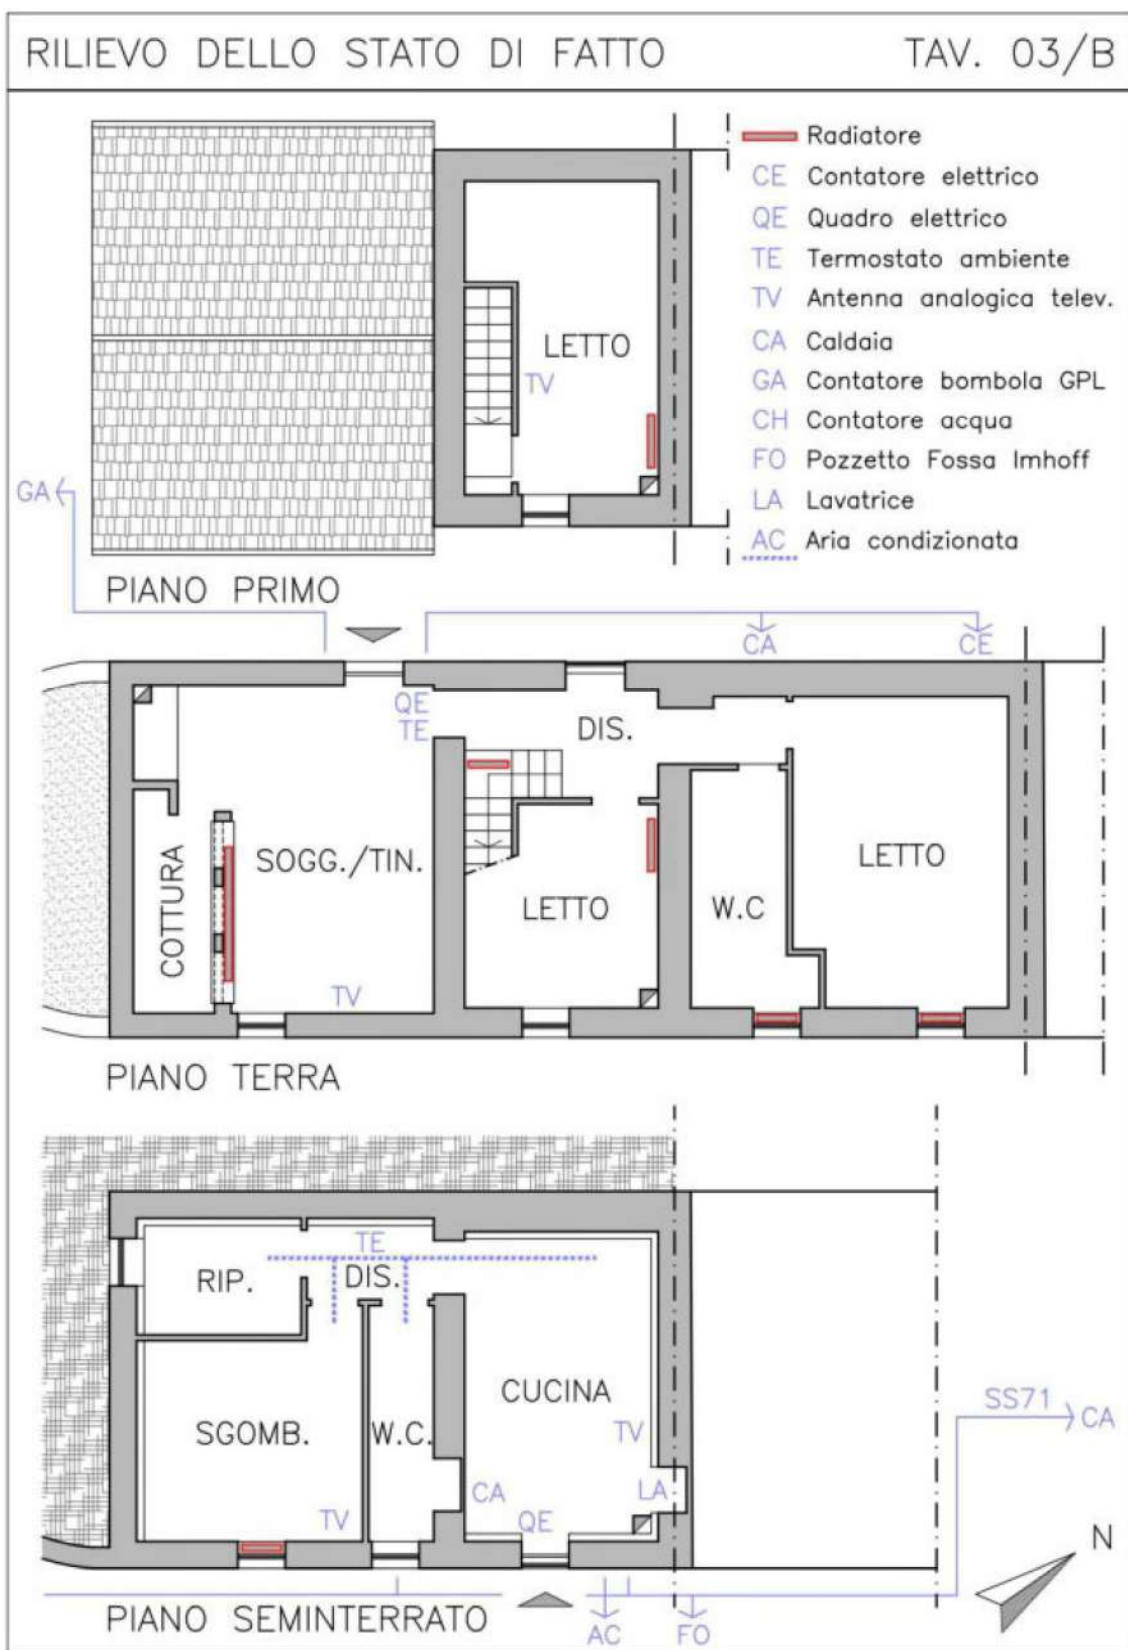 RILIEVO DELLO STATO DI FATTO TAV. 03/B
Radiatore
CE Contatore elettrico
QE Quadro elettrico
TE Termostato ambiente
TV Antenna analogica telev.
CA Caldaia
GA Contatore bombola GPL
CH Contatore acqua
FO Pozzetto Fossa Imhoff
LA Lavatrice
AC Aria condizionata
LETTO
TV
GA
PIANO PRIMO
CA CE
QE
TE
DIS.
COTTURA
SOGG./TIN.
LETTO
W.C
LETTO
TV
PIANO TERRA
TE
RIP.
DIS.
CUCINA
SGOMB.
W.C.
TV
SS71
CA
CA
LA
TV
QE
N
PIANO SEMINTERRATO
AC FO